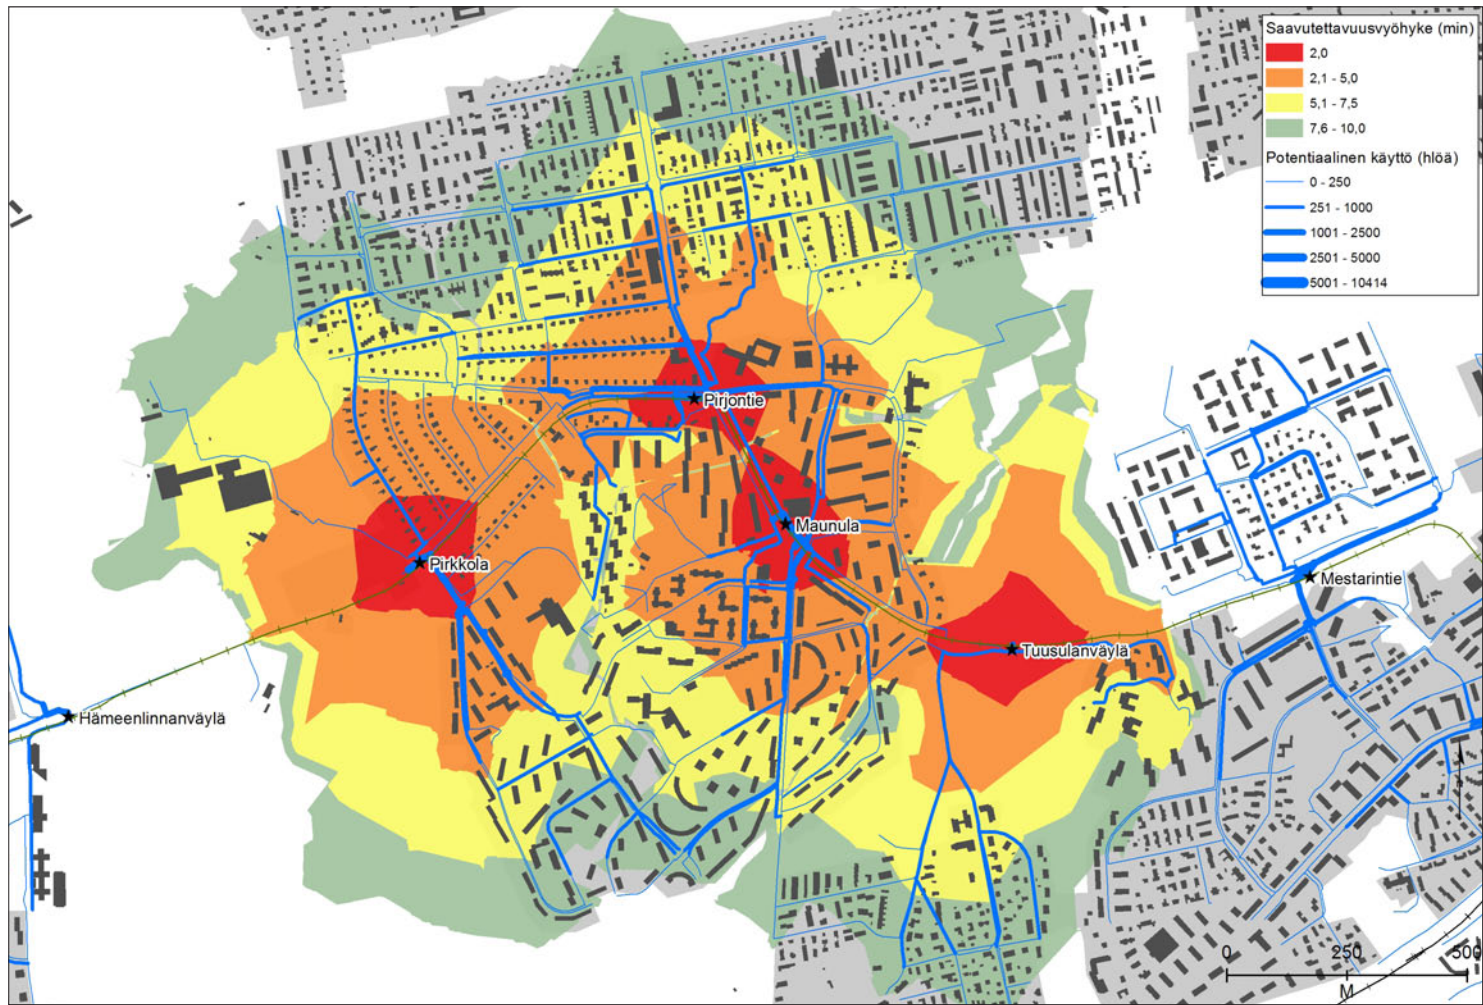 Saavutettavuusvyöhyke (min)
2,0
2,1 - 5,0
5,1 - 7,5
7,6 - 10,0
Potentiaalinen käyttö (hlöä)
0 - 250
251 - 1000
1001 - 2500
2501 - 5000
5001 - 10414
Pirjontie
Maunula
Pirkkola
Mestarintie
Tuusulanväylä
Hämeenlinnanväylä
0 250 500
M